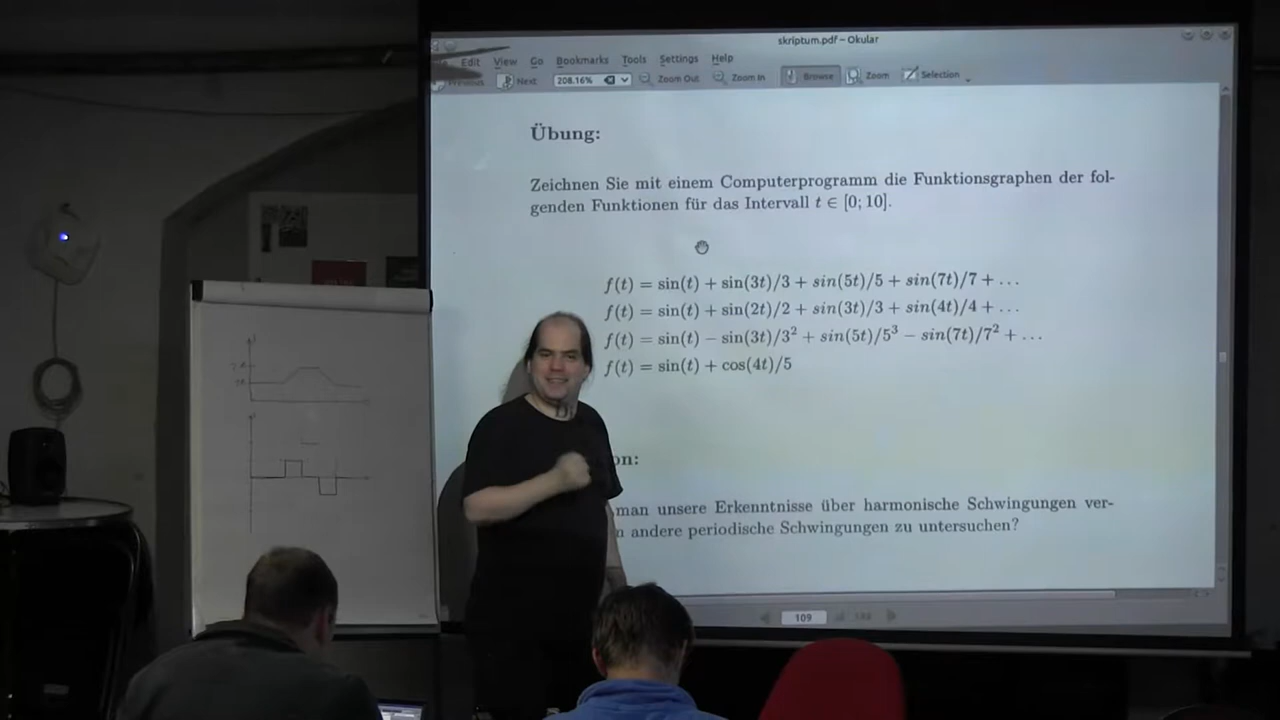 skriptum.pdf – Okular
Edit View Go Bookmarks Tools Settings Help
Next 208.16% Zoom Out Zoom In Browse Zoom Selection
Übung:
Zeichnen Sie mit einem Computerprogramm die Funktionsgraphen der fol-
genden Funktionen für das Intervall t ∈ [0; 10].
f(t) = sin(t) + sin(3t)/3 + sin(5t)/5 + sin(7t)/7 + ...
f(t) = sin(t) + sin(2t)/2 + sin(3t)/3 + sin(4t)/4 + ...
f(t) = sin(t) − sin(3t)/3² + sin(5t)/5³ − sin(7t)/7² + ...
f(t) = sin(t) + cos(4t)/5
on:
man unsere Erkenntnisse über harmonische Schwingungen ver-
n andere periodische Schwingungen zu untersuchen?
109